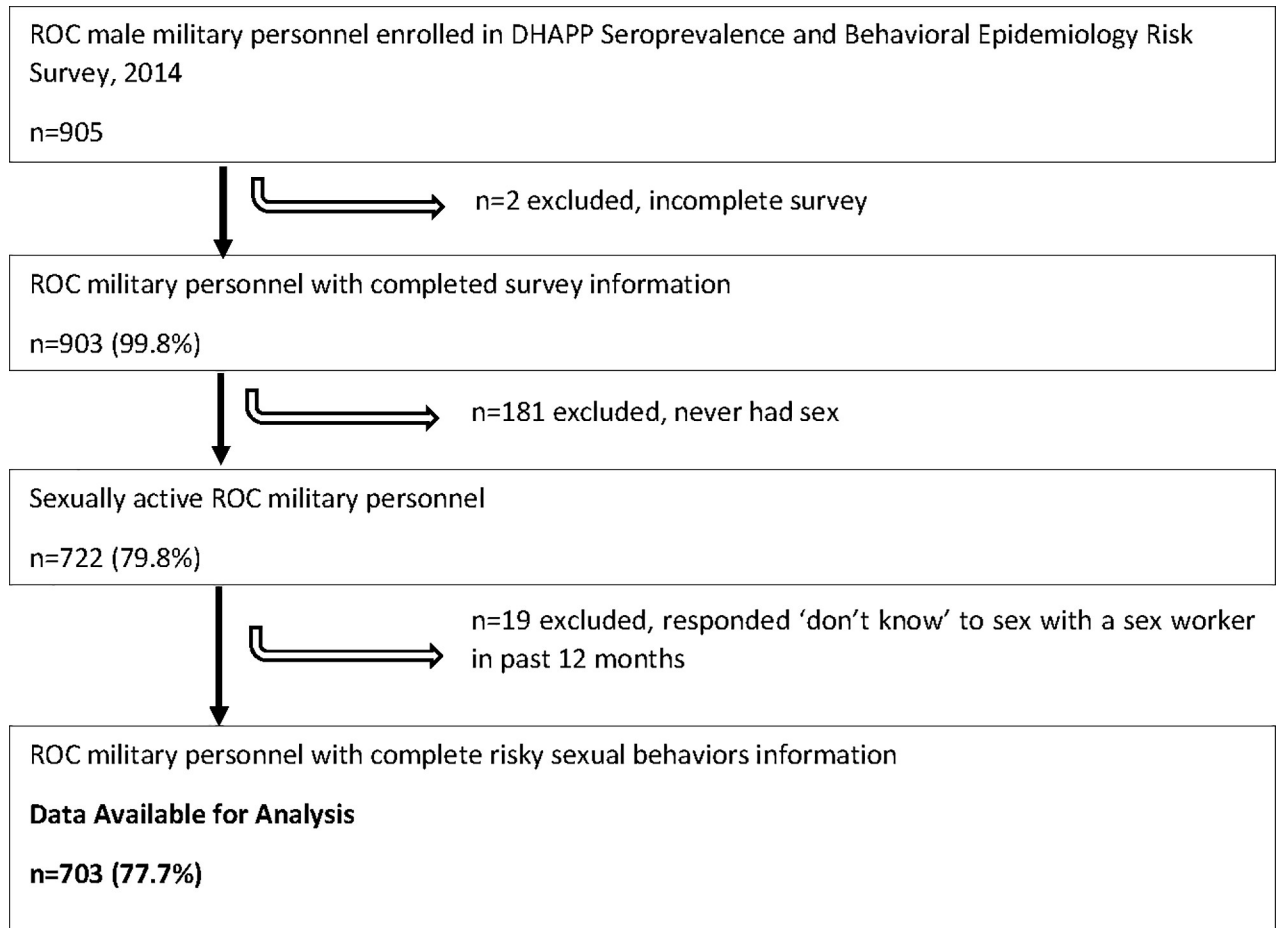 ROC male military personnel enrolled in DHAPP Seroprevalence and Behavioral Epidemiology Risk
Survey, 2014
n=905
n=2 excluded, incomplete survey
ROC military personnel with completed survey information
n=903 (99.8%)
n=181 excluded, never had sex
Sexually active ROC military personnel
n=722 (79.8%)
n=19 excluded, responded ‘don’t know’ to sex with a sex worker
in past 12 months
ROC military personnel with complete risky sexual behaviors information
Data Available for Analysis
n=703 (77.7%)